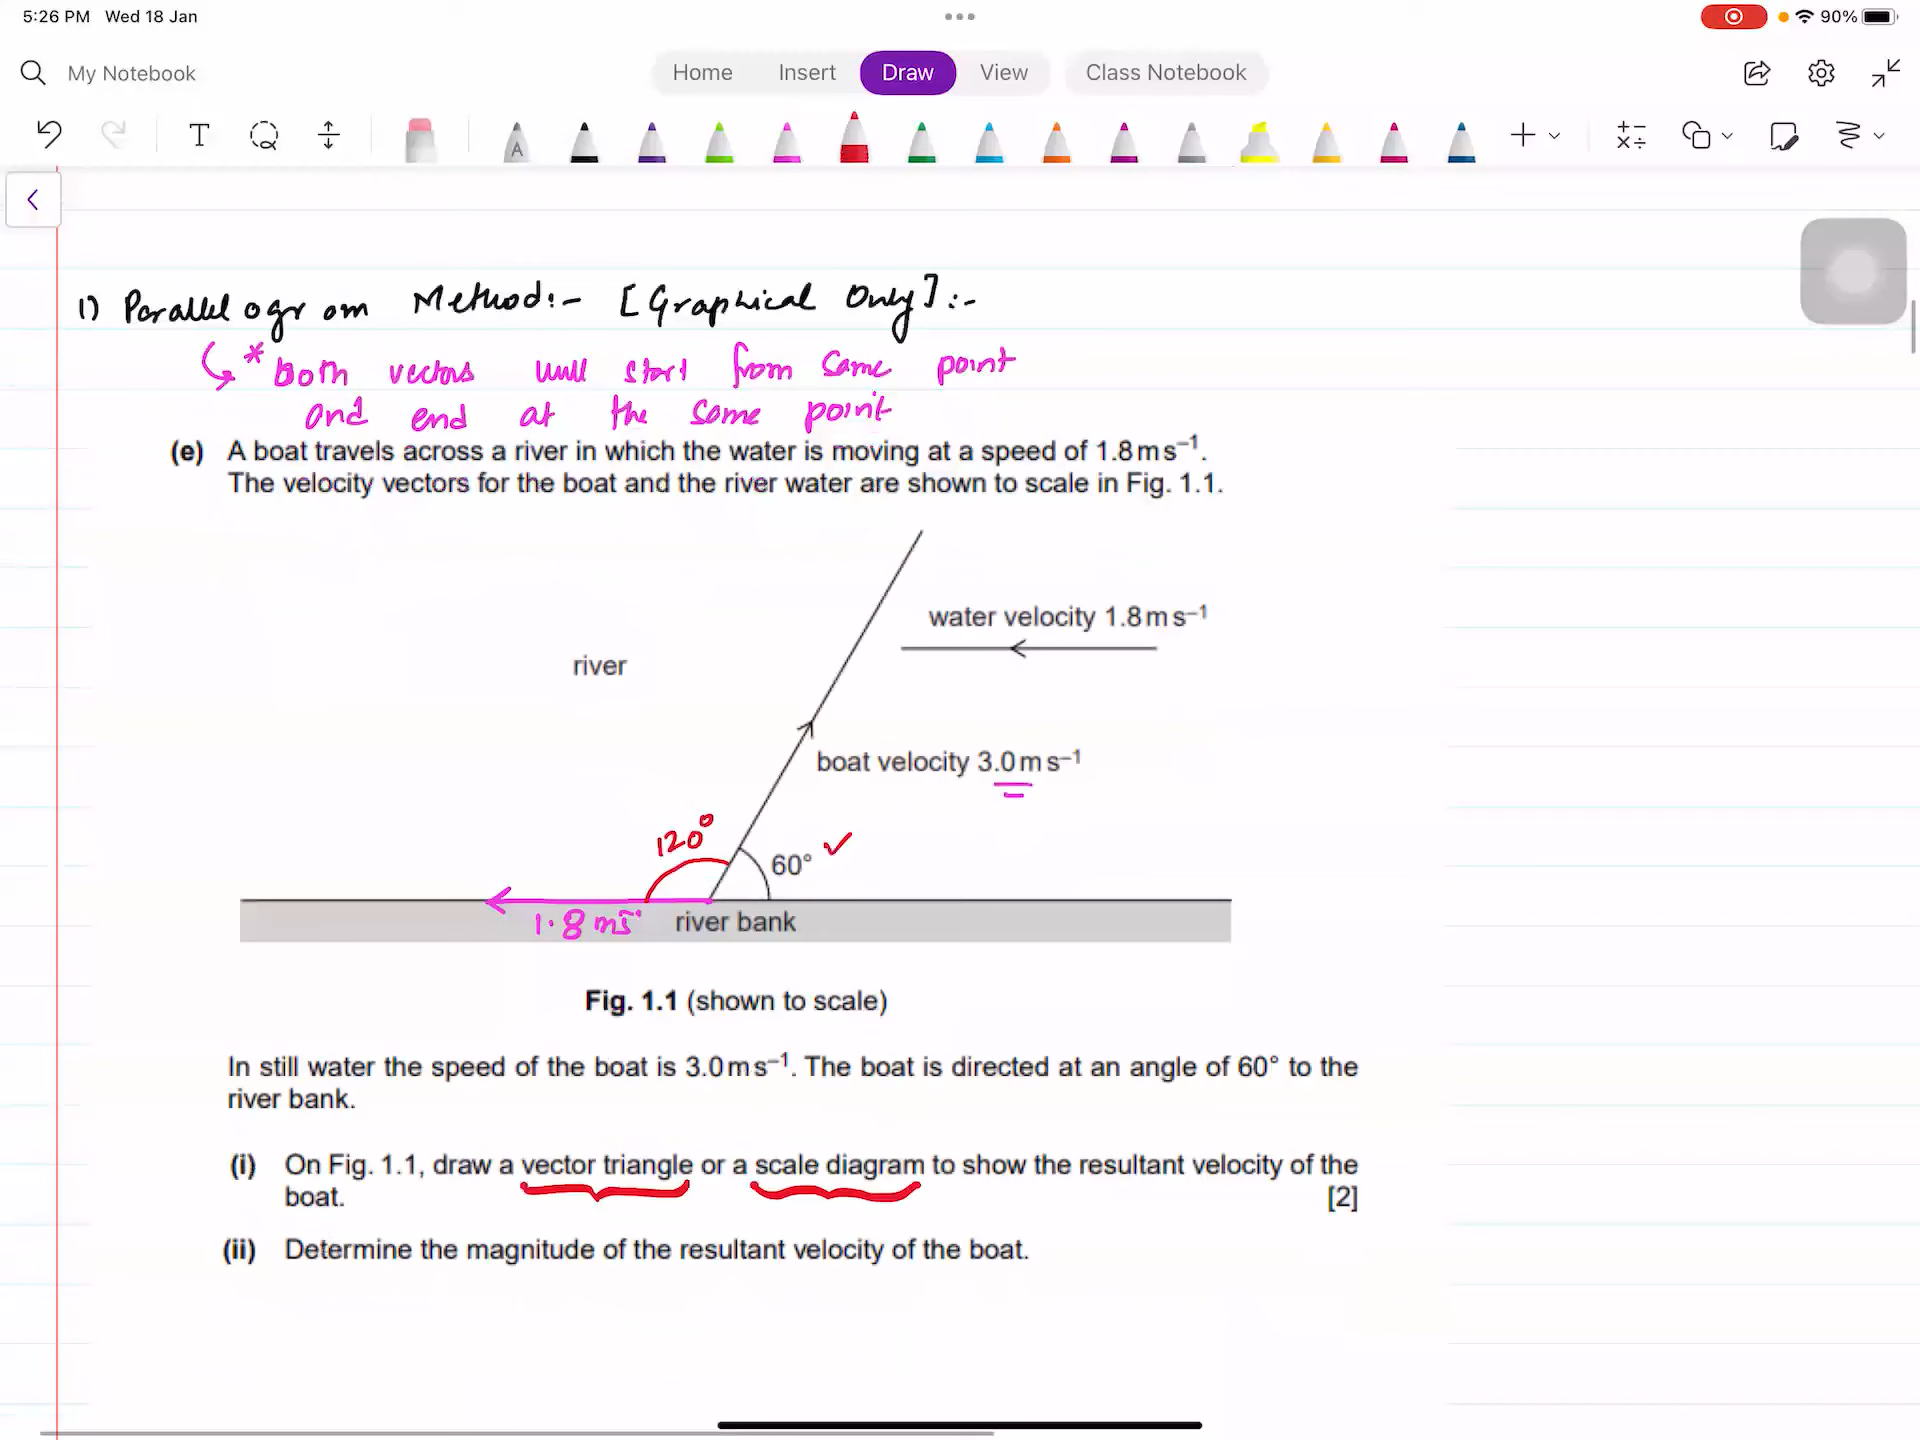 5:26 PM Wed 18 Jan
90%
My Notebook
Home Insert Draw View Class Notebook
T
A
1) Parallelogram Method:- [Graphical Only]:-
* both vectors will start from same point
and end at the same point
(e) A boat travels across a river in which the water is moving at a speed of 1.8 m s⁻¹.
The velocity vectors for the boat and the river water are shown to scale in Fig. 1.1.
water velocity 1.8 m s⁻¹
river
boat velocity 3.0 m s⁻¹
120°
60° ✓
1.8 ms⁻¹ river bank
Fig. 1.1 (shown to scale)
In still water the speed of the boat is 3.0 m s⁻¹. The boat is directed at an angle of 60° to the
river bank.
(i) On Fig. 1.1, draw a vector triangle or a scale diagram to show the resultant velocity of the
boat. [2]
(ii) Determine the magnitude of the resultant velocity of the boat.